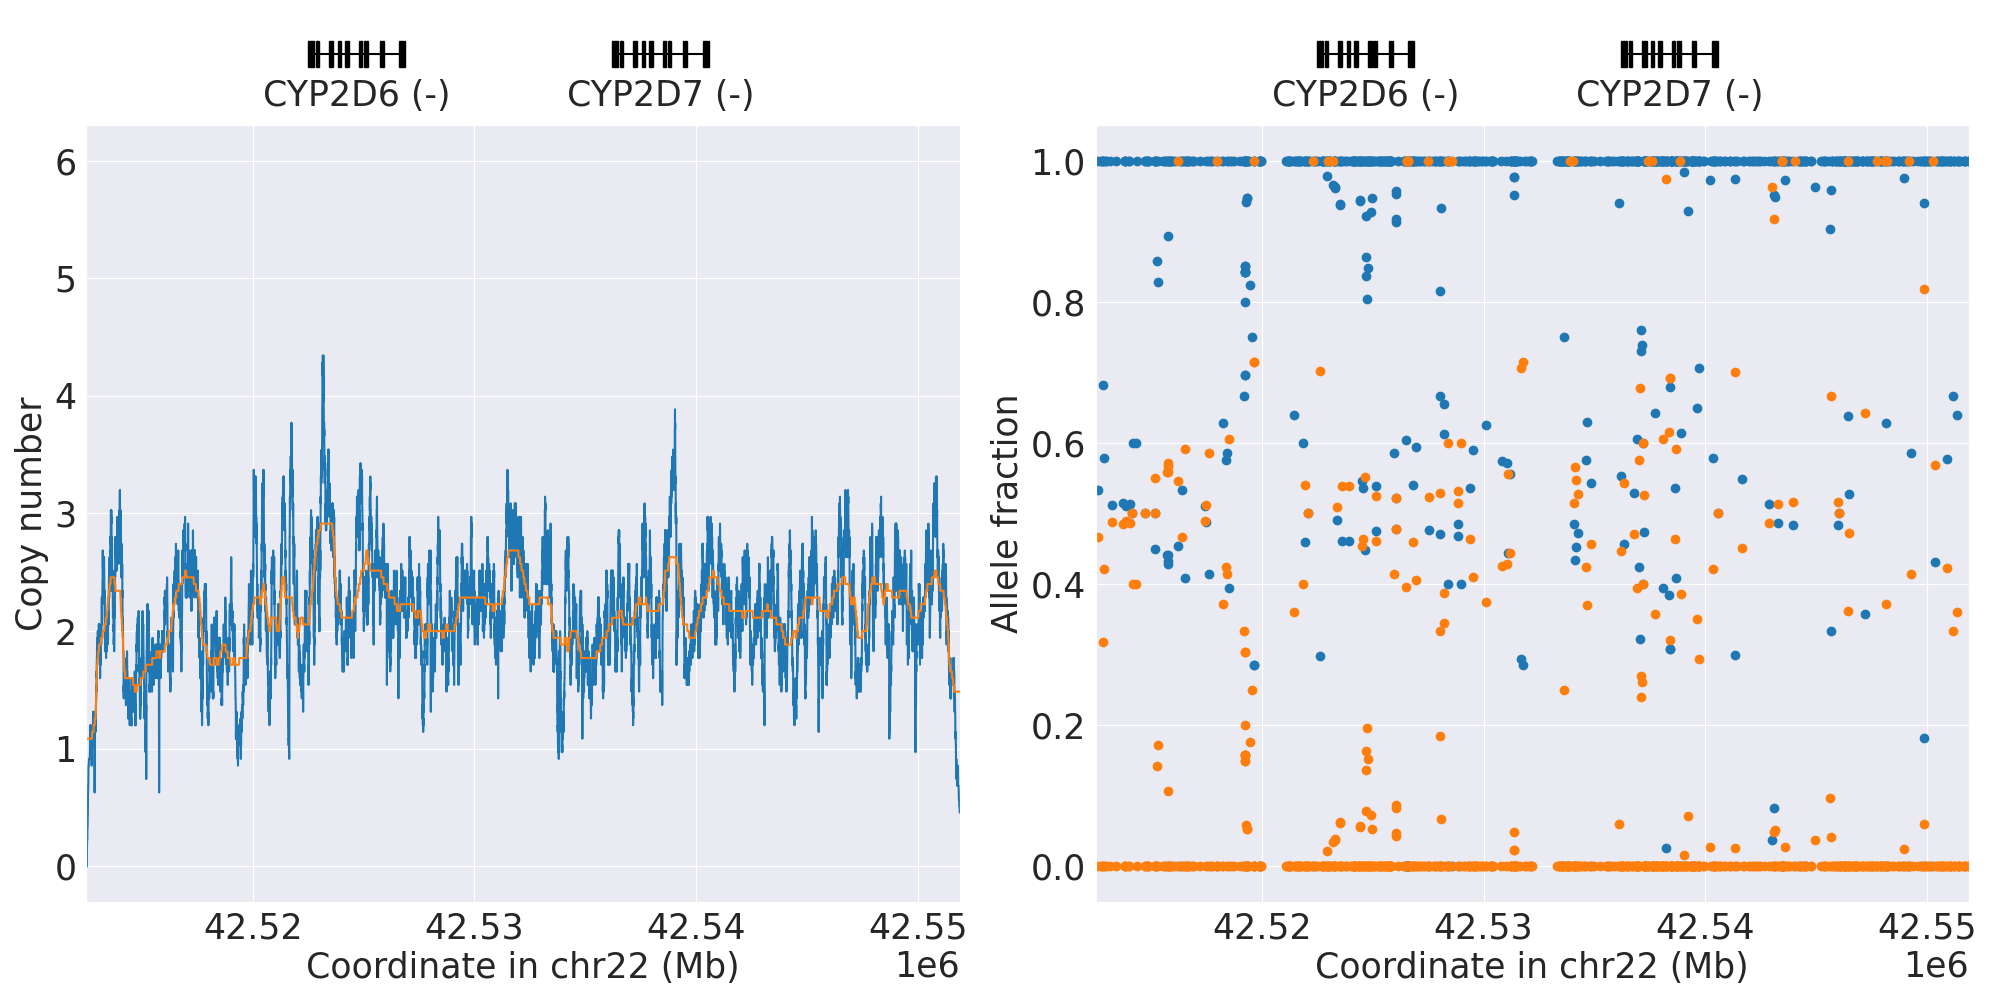 CYP2D6 (-) CYP2D7 (-)
6
5
4
3
2
1
0
Copy number
42.52 42.53 42.54 42.55
Coordinate in chr22 (Mb) 1e6
CYP2D6 (-) CYP2D7 (-)
1.0
0.8
0.6
0.4
0.2
0.0
Allele fraction
42.52 42.53 42.54 42.55
Coordinate in chr22 (Mb) 1e6